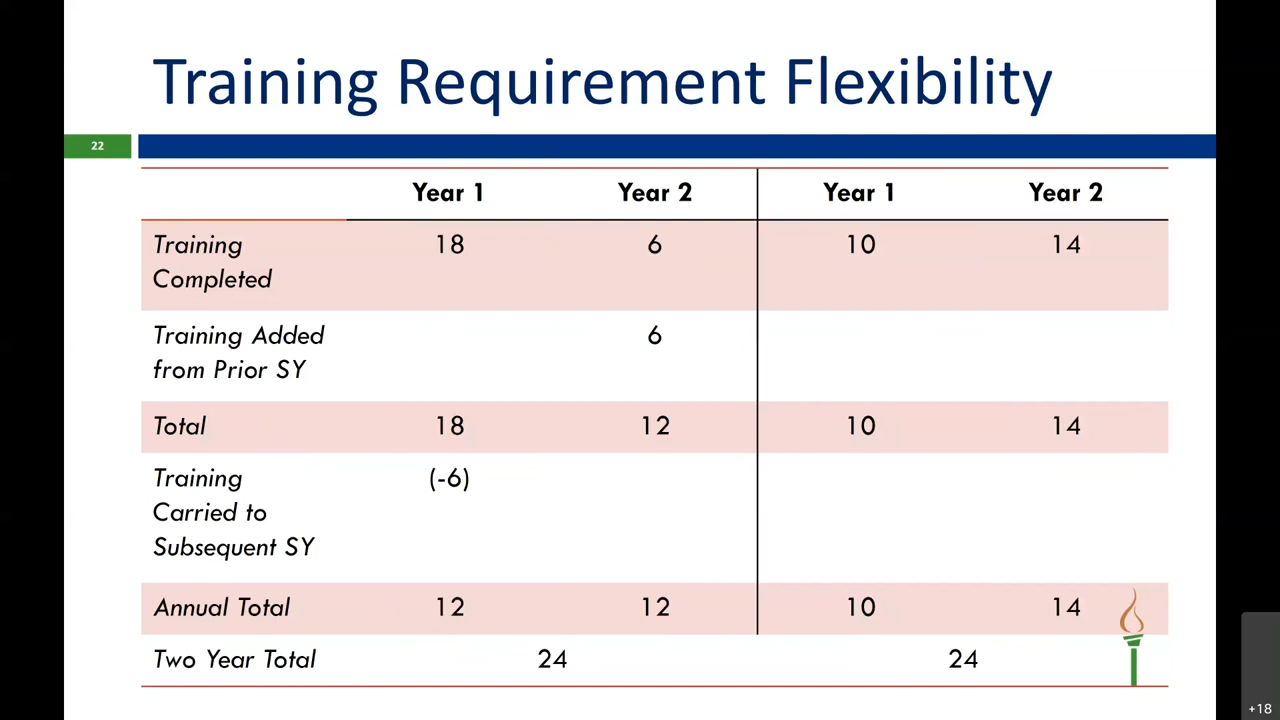 Training Requirement Flexibility
22
Year 1 Year 2 Year 1 Year 2
Training 18 6 10 14
Completed
Training Added 6
from Prior SY
Total 18 12 10 14
Training (-6)
Carried to
Subsequent SY
Annual Total 12 12 10 14
Two Year Total 24 24
+18